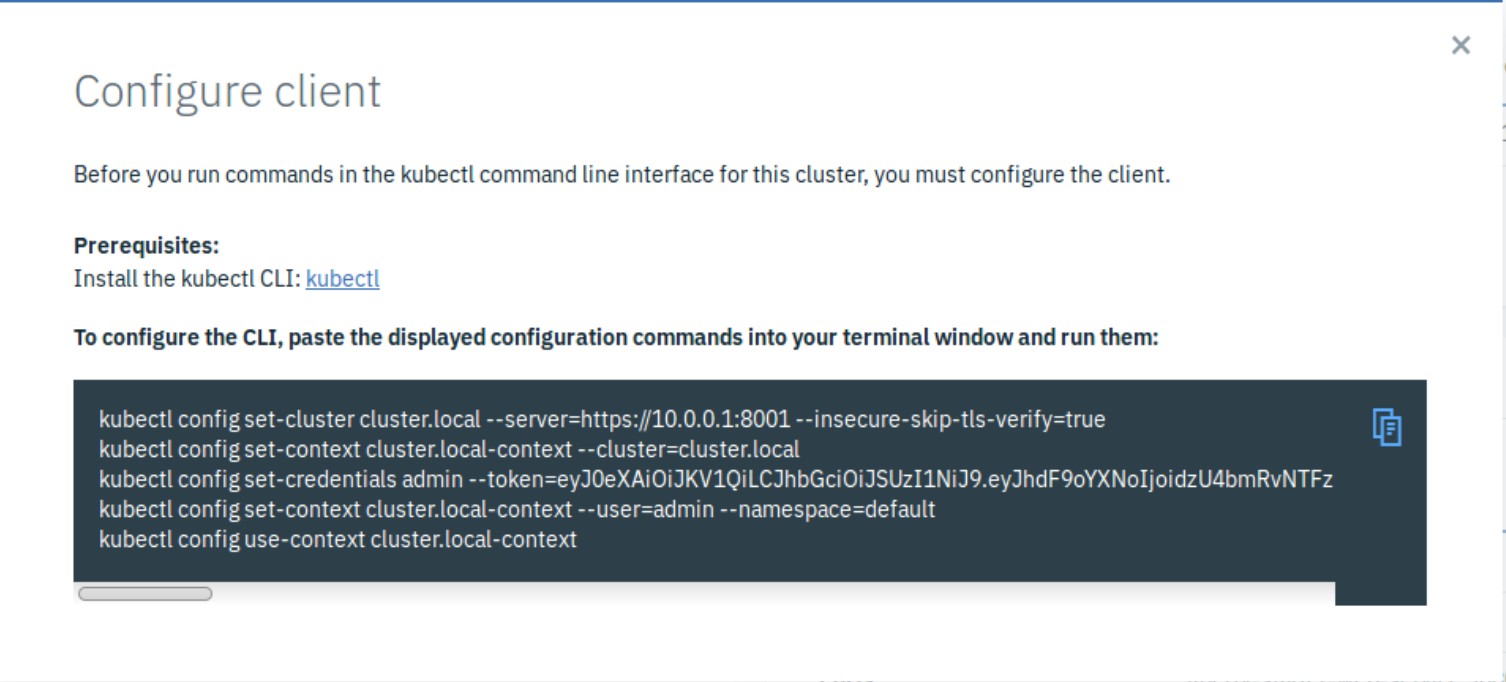 Configure client
Before you run commands in the kubectl command line interface for this cluster, you must configure the client.
Prerequisites:
Install the kubectl CLI: kubectl
To configure the CLI, paste the displayed configuration commands into your terminal window and run them:
kubectl config set-cluster cluster.local --server=https://10.0.0.1:8001 --insecure-skip-tls-verify=true
kubectl config set-context cluster.local-context --cluster=cluster.local
kubectl config set-credentials admin --token=eyJ0eXAiOiJKV1QiLCJhbGciOiJSUzI1NiJ9.eyJhdF9oYXNoIjoidzU4bmRvNTFz
kubectl config set-context cluster.local-context --user=admin --namespace=default
kubectl config use-context cluster.local-context